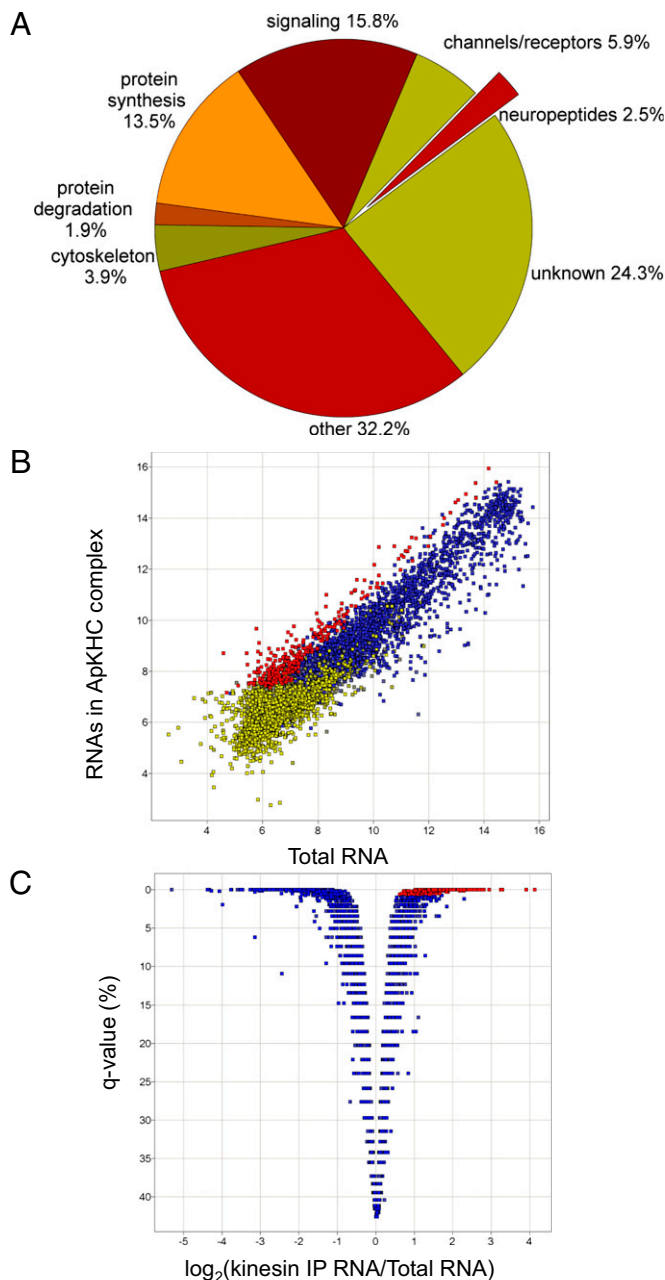 A
signaling 15.8%
channels/receptors 5.9%
protein
synthesis
13.5%
neuropeptides 2.5%
protein
degradation
1.9%
cytoskeleton
3.9%
unknown 24.3%
other 32.2%
B
RNAs in ApKHC complex
16
14
12
10
8
6
4
4 6 8 10 12 14 16
Total RNA
C
q-value (%)
0
5
10
15
20
25
30
35
40
-5 -4 -3 -2 -1 0 1 2 3 4
log₂(kinesin IP RNA/Total RNA)